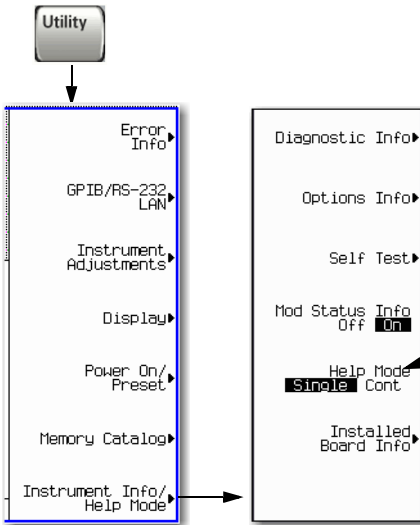 Utility
Error
Info
GPIB/RS-232
LAN
Instrument
Adjustments
Display
Power On/
Preset
Memory Catalog
Instrument Info/
Help Mode
Diagnostic Info
Options Info
Self Test
Mod Status Info
Off On
Help Mode
Single Cont
Installed
Board Info